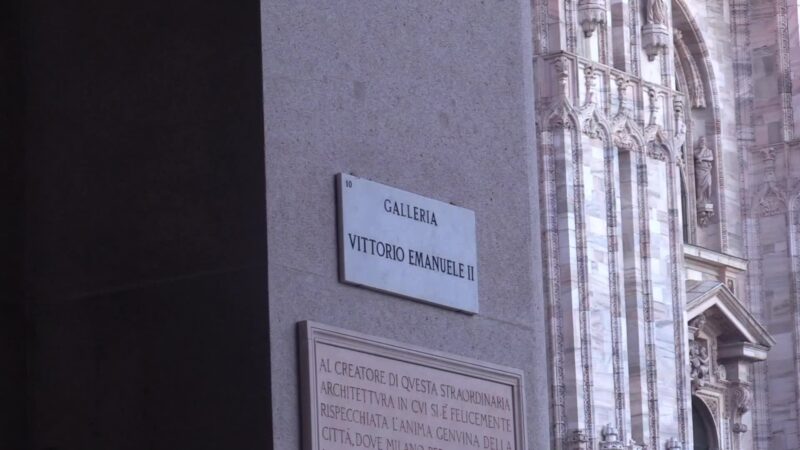 10
GALLERIA
VITTORIO EMANUELE II
AL CREATORE DI QVESTA STRAORDINARIA
ARCHITETTVRA IN CVI SI È FELICEMENTE
RISPECCHIATA L'ANIMA GENVINA DELLA
CITTÀ, DOVE MILANO